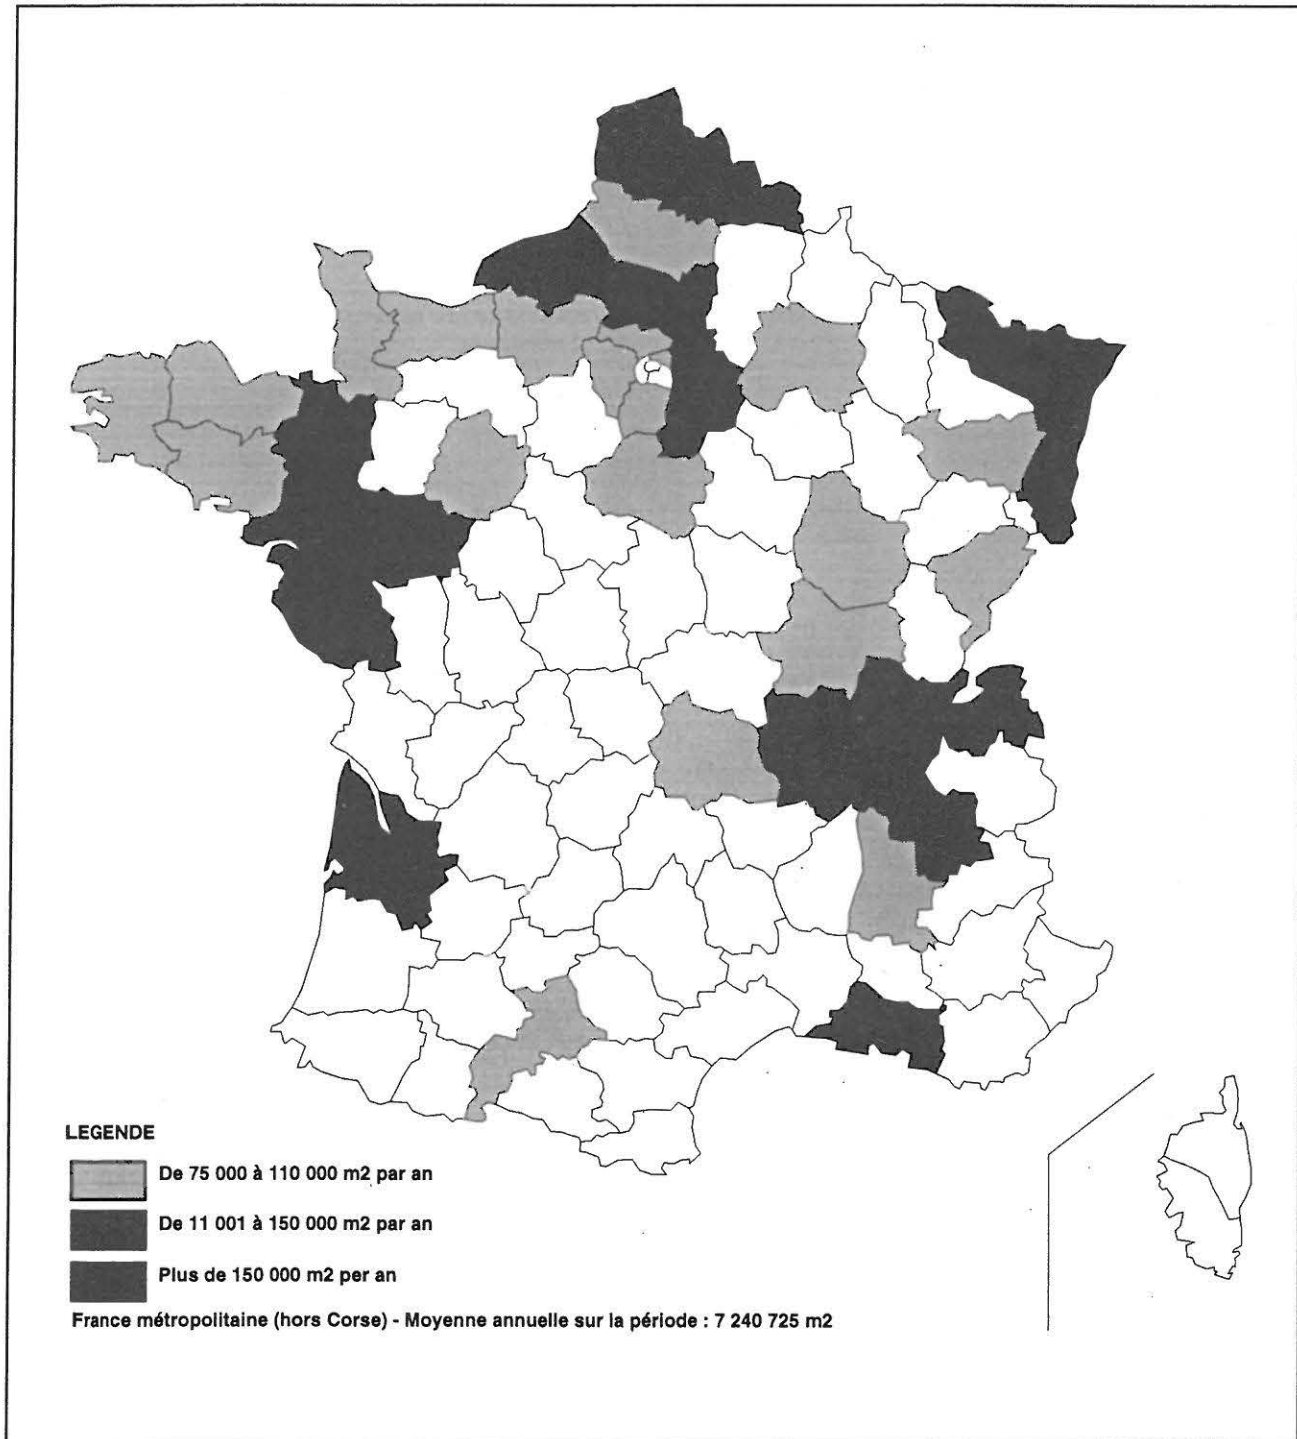 LEGENDE
De 75 000 à 110 000 m2 par an
De 11 001 à 150 000 m2 par an
Plus de 150 000 m2 per an
France métropolitaine (hors Corse) - Moyenne annuelle sur la période : 7 240 725 m2